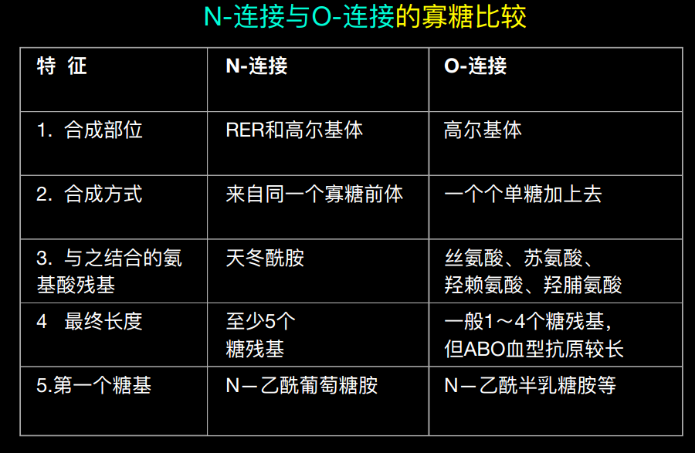 N-连接与O-连接的寡糖比较
特 征
N-连接
O-连接
1. 合成部位
RER和高尔基体
高尔基体
2. 合成方式
来自同一个寡糖前体
一个个单糖加上去
3. 与之结合的氨
基酸残基
天冬酰胺
丝氨酸、苏氨酸、
羟赖氨酸、羟脯氨酸
4 最终长度
至少5个
糖残基
一般1～4个糖残基，
但ABO血型抗原较长
5.第一个糖基
N－乙酰葡萄糖胺
N－乙酰半乳糖胺等